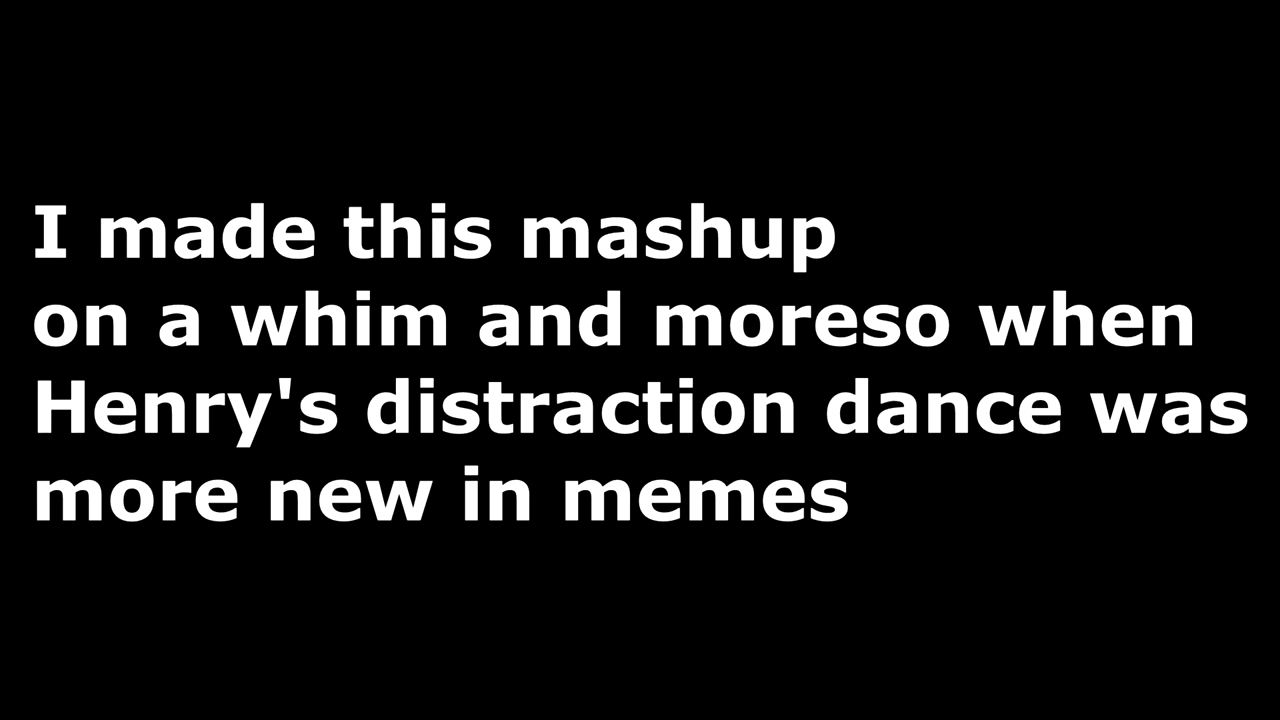 I made this mashup
on a whim and moreso when
Henry's distraction dance was
more new in memes